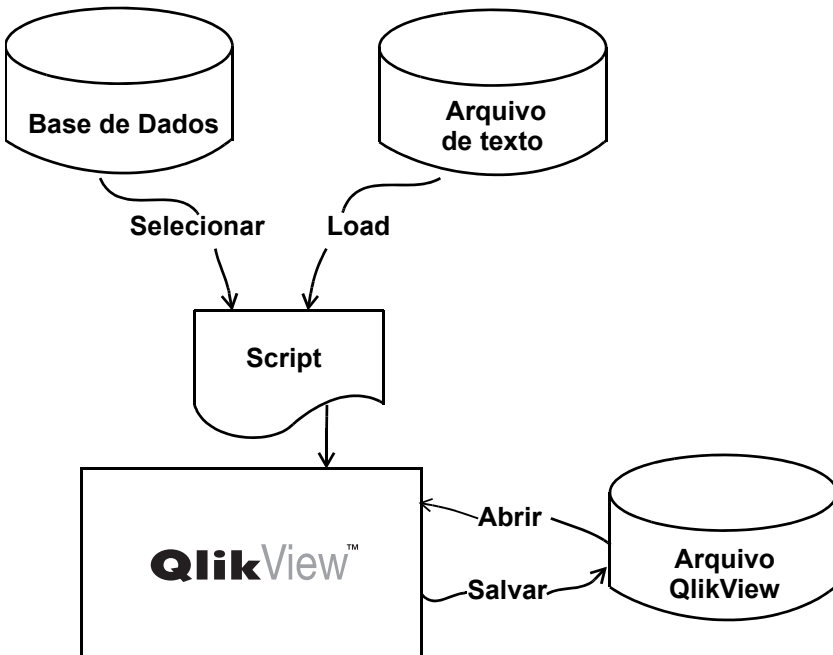 Base de Dados
Arquivo
de texto
Selecionar
Load
Script
QlikView™
Abrir
Salvar
Arquivo
QlikView